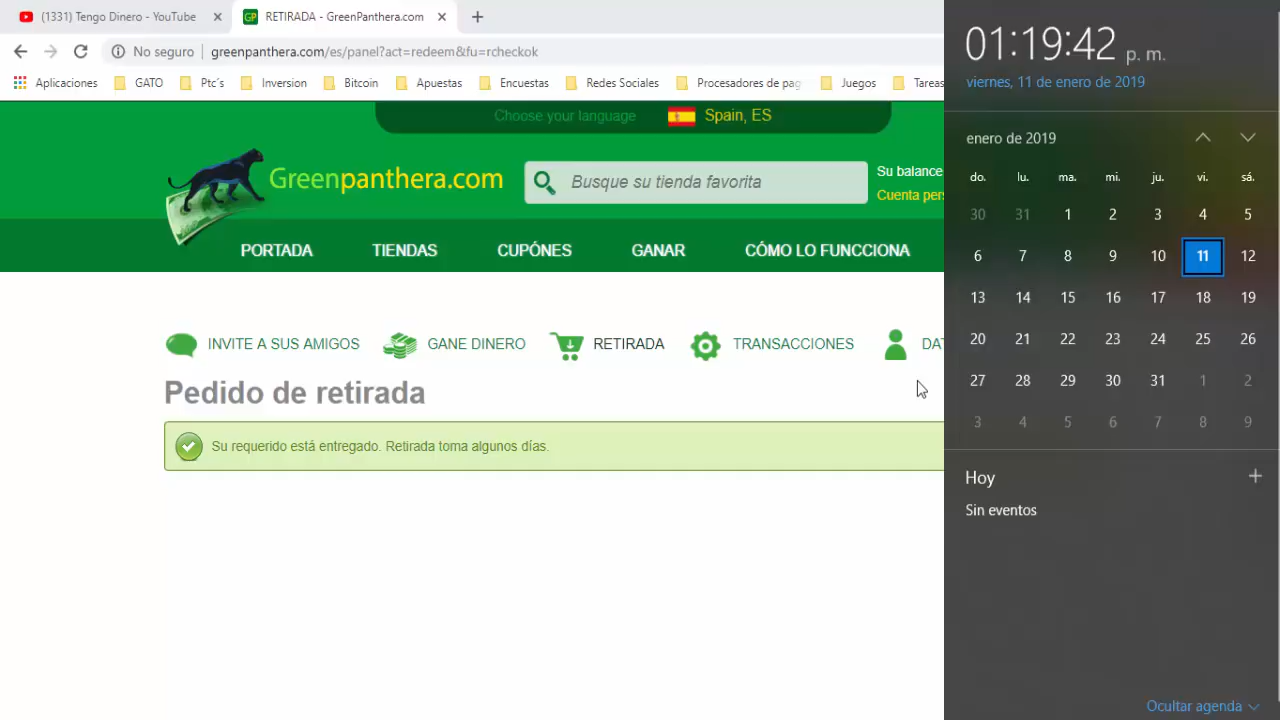 (1331) Tengo Dinero - YouTube
RETIRADA - GreenPanthera.com
No seguro
greenpanthera.com/es/panel?act=redeem&fu=rcheckok
Aplicaciones
GATO
Ptc´s
Inversion
Bitcoin
Apuestas
Encuestas
Redes Sociales
Procesadores de pag
Juegos
Tareas
Choose your language
Spain, ES
Greenpanthera.com
Busque su tienda favorita
Su balance
Cuenta pers
PORTADA
TIENDAS
CUPÓNES
GANAR
CÓMO LO FUNCCIONA
INVITE A SUS AMIGOS
GANE DINERO
RETIRADA
TRANSACCIONES
DAT
Pedido de retirada
Su requerido está entregado. Retirada toma algunos días.
01:19:42 p. m.
viernes, 11 de enero de 2019
enero de 2019
do. lu. ma. mi. ju. vi. sá.
30 31 1 2 3 4 5
6 7 8 9 10 11 12
13 14 15 16 17 18 19
20 21 22 23 24 25 26
27 28 29 30 31 1 2
3 4 5 6 7 8 9
Hoy
Sin eventos
Ocultar agenda